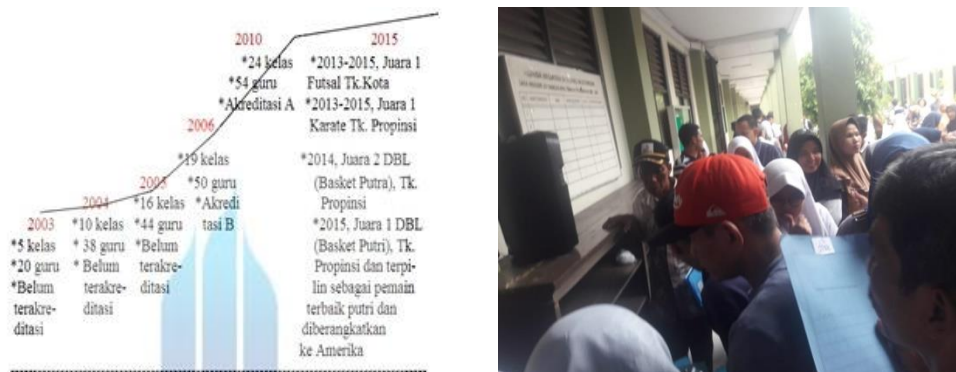 2003
*5 kelas
*20 guru
*Belum
terakre-
ditasi
2004
*10 kelas
* 38 guru
* Belum
terakre-
ditasi
2005
*16 kelas
*44 guru
*Belum
terakre-
ditasi
2006
*19 kelas
*50 guru
*Akredi
tasi B
2010
*24 kelas
*54 guru
*Akreditasi A
2015
*2013-2015, Juara 1
Futsal Tk.Kota
*2013-2015, Juara 1
Karate Tk. Propinsi
*2014, Juara 2 DBL
(Basket Putra), Tk.
Propinsi
*2015, Juara 1 DBL
(Basket Putri), Tk.
Propinsi dan terpi-
lin sebagai pemain
terbaik putri dan
diberangkatkan
ke Amerika